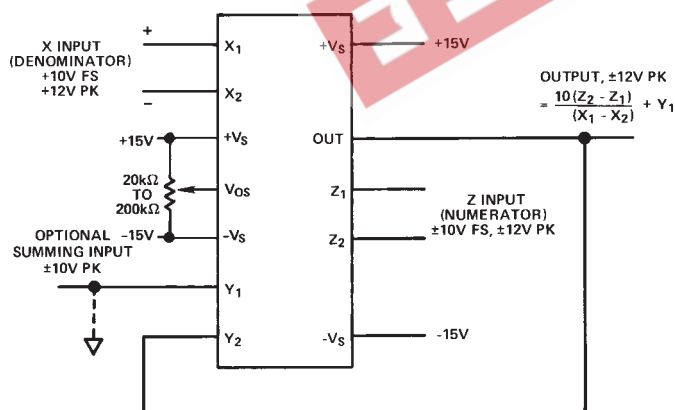 X INPUT
(DENOMINATOR)
+10V FS
+12V PK
+
−
X1
X2
+VS
+15V
OUTPUT, ±12V PK
= 10(Z2 - Z1) / (X1 - X2) + Y1
+15V
+VS
OUT
20kΩ
TO
200kΩ
VOS
Z1
Z INPUT
(NUMERATOR)
±10V FS, ±12V PK
-15V
-VS
Z2
OPTIONAL
SUMMING INPUT
±10V PK
Y1
Y2
-VS
-15V